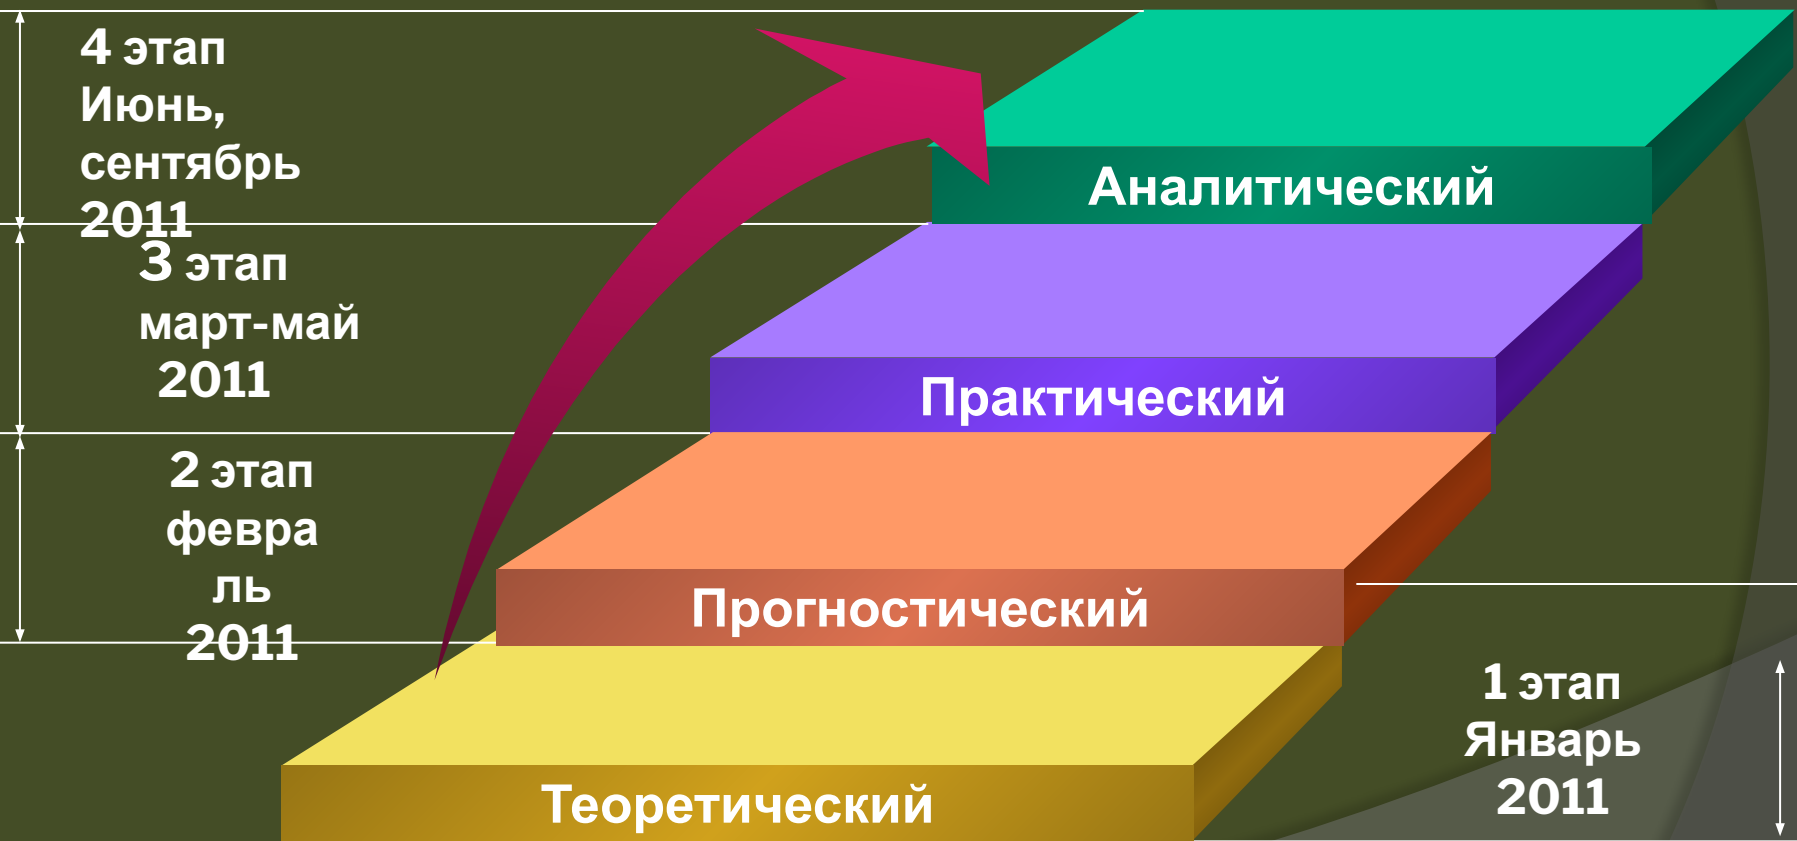 4 этап
Июнь,
сентябрь
2011
Аналитический
3 этап
март-май
2011
Практический
2 этап
февра
ль
2011
Прогностический
1 этап
Январь
2011
Теоретический